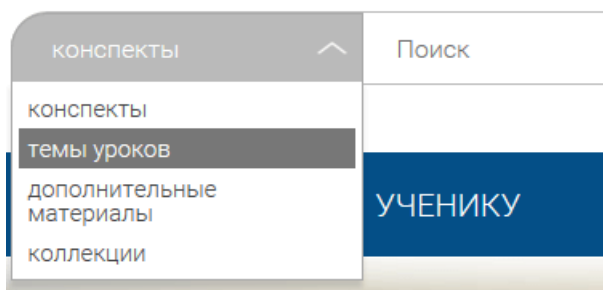 конспекты
Поиск
конспекты
темы уроков
дополнительные
материалы
коллекции
УЧЕНИКУ